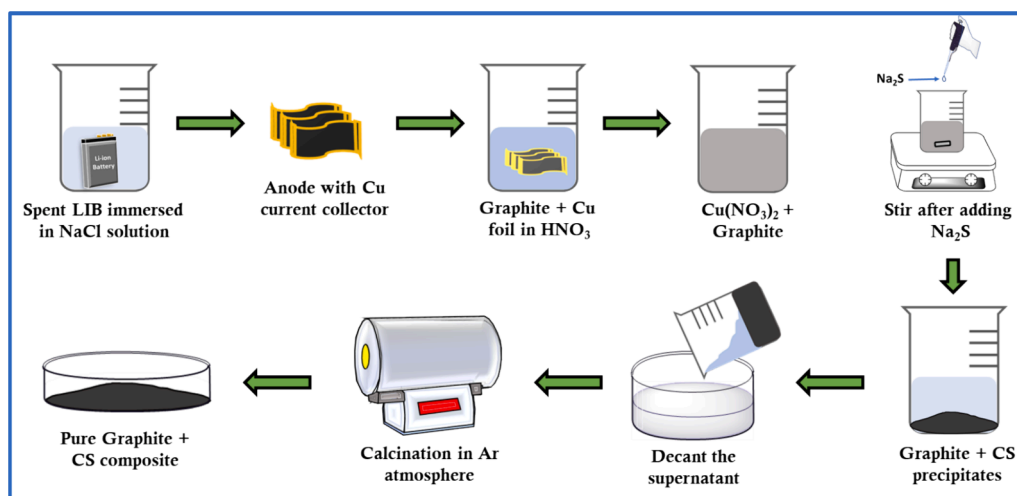 Li-ion
Battery
Spent LIB immersed
in NaCl solution
Anode with Cu
current collector
Graphite + Cu
foil in HNO₃
Cu(NO₃)₂ +
Graphite
Na₂S
Stir after adding
Na₂S
Graphite + CS
precipitates
Decant the
supernatant
Calcination in Ar
atmosphere
Pure Graphite +
CS composite